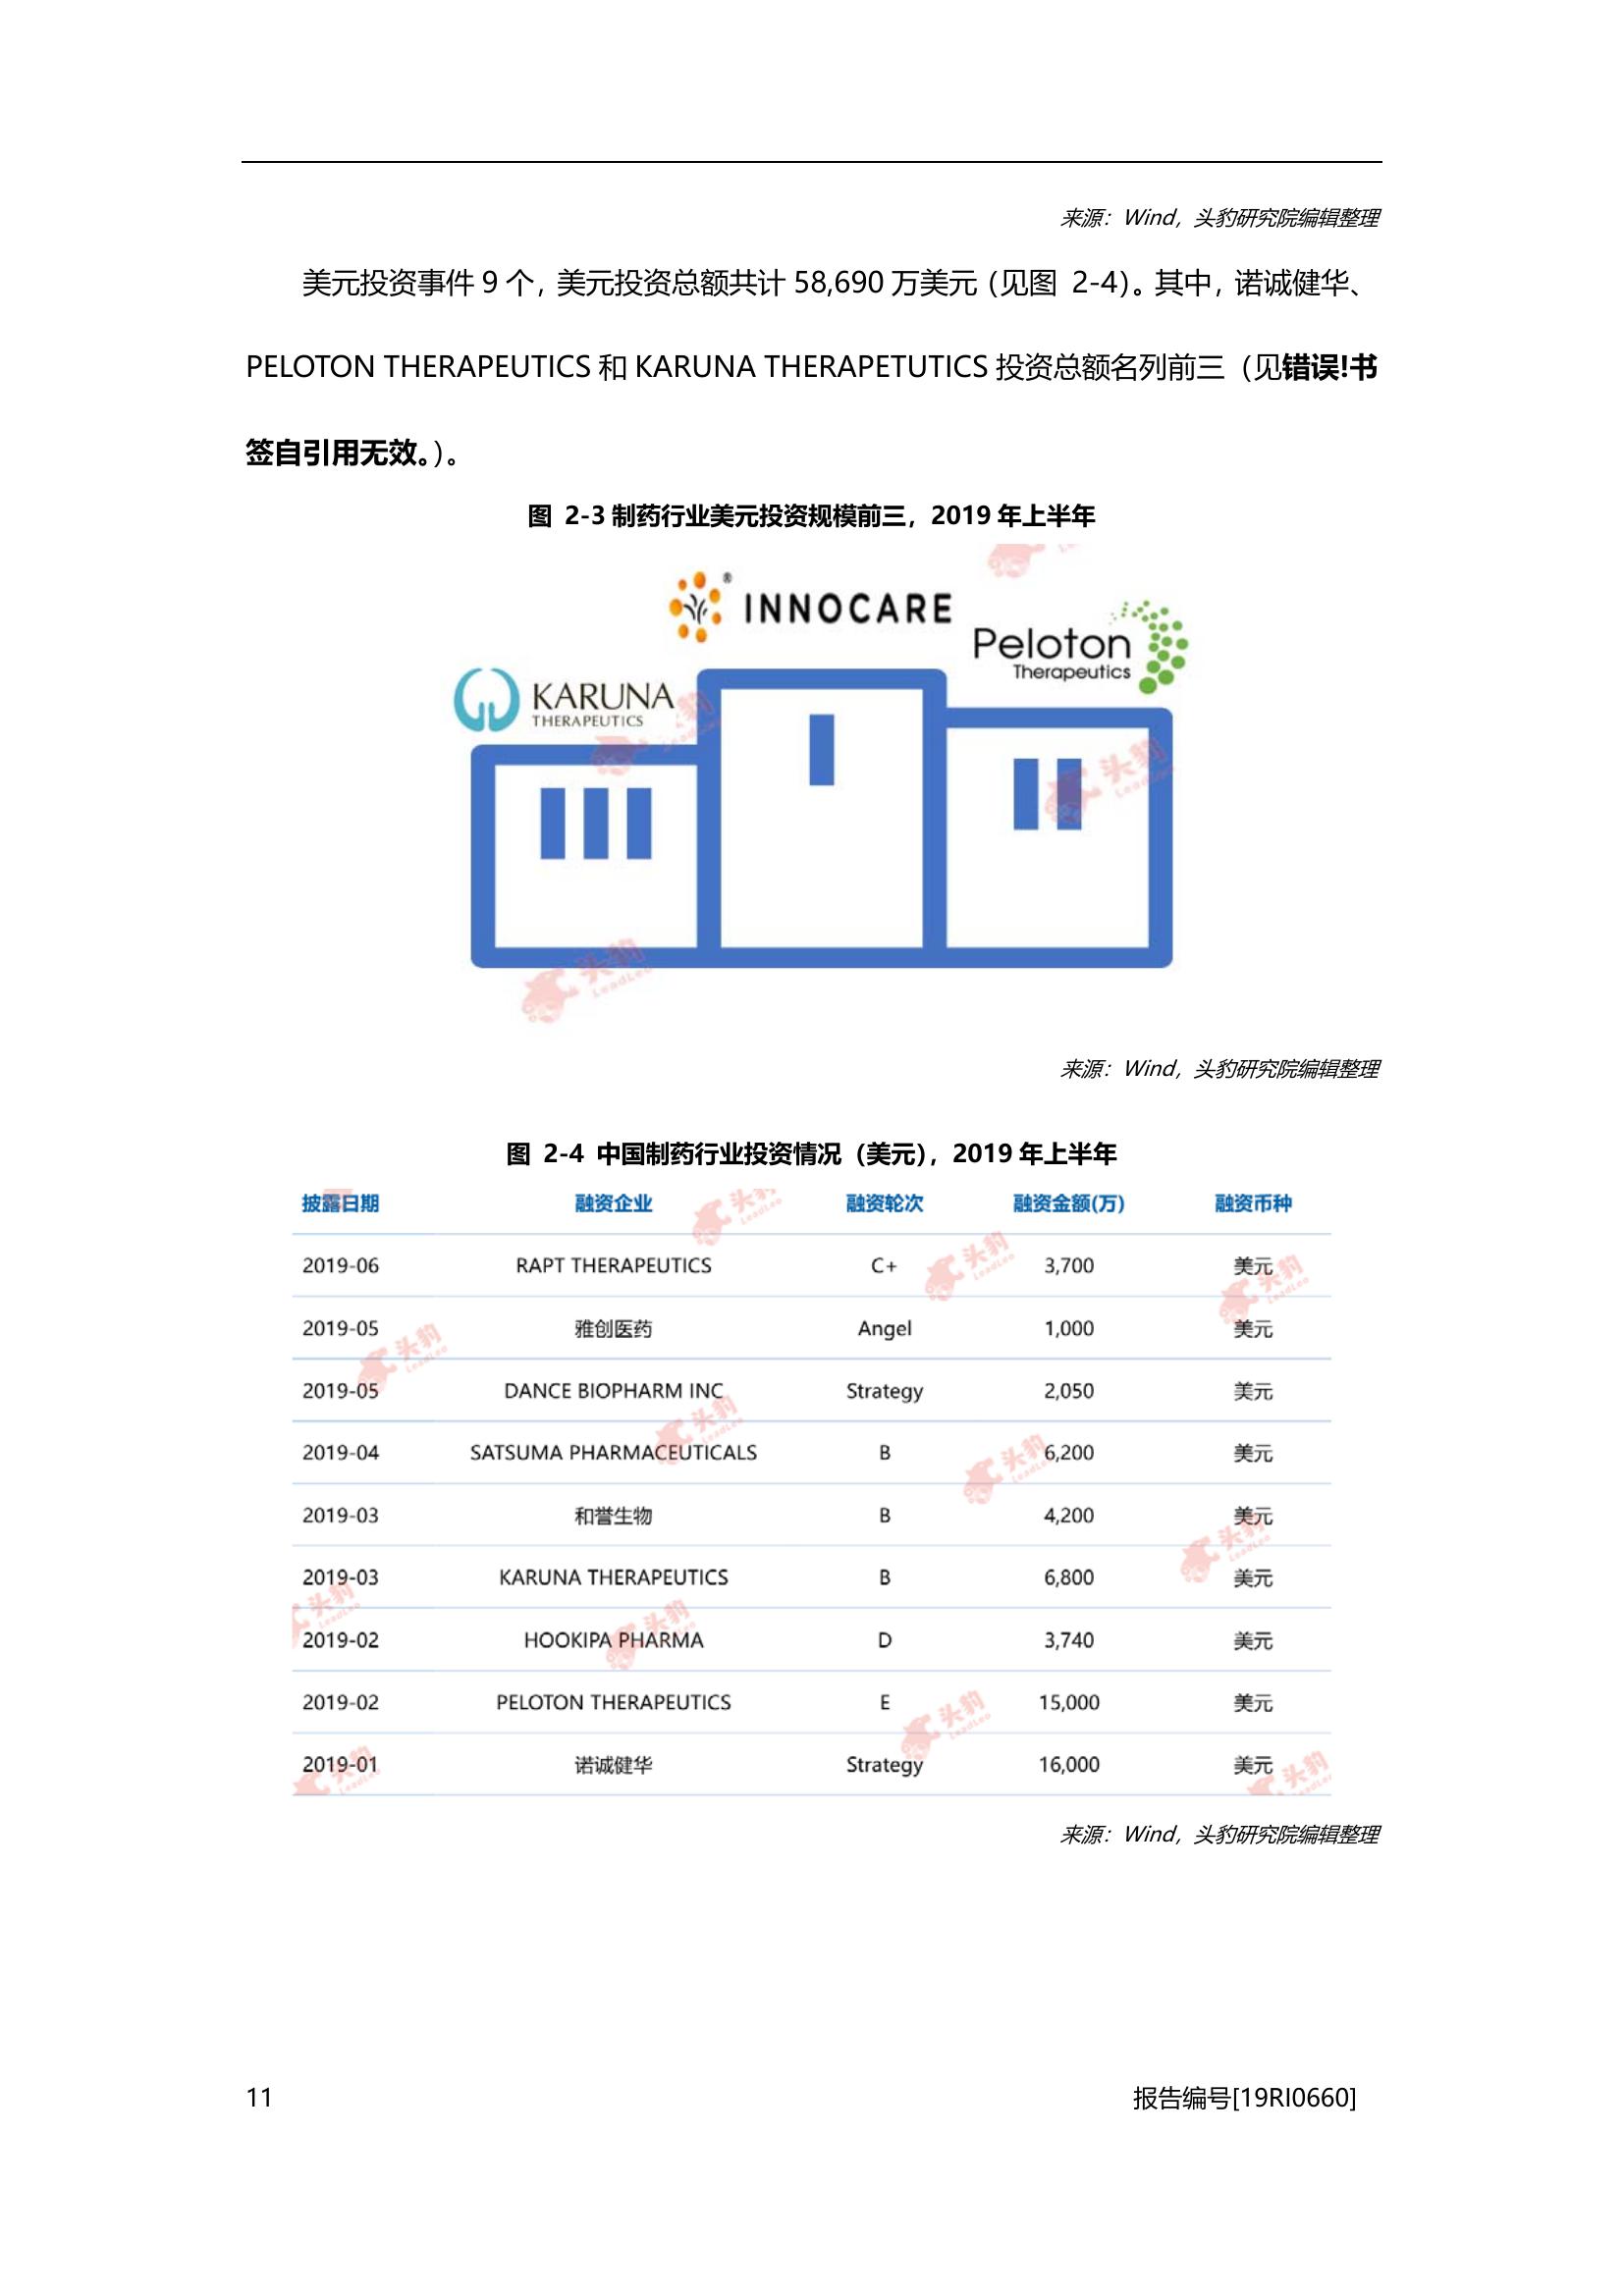 来源：Wind，头豹研究院编辑整理
美元投资事件 9 个，美元投资总额共计 58,690 万美元（见图 2-4）。其中，诺诚健华、
PELOTON THERAPEUTICS 和 KARUNA THERAPETUTICS 投资总额名列前三（见错误!书
签自引用无效。）。
图 2-3 制药行业美元投资规模前三，2019 年上半年
INNOCARE
®
Peloton
Therapeutics
KARUNA
THERAPEUTICS
头豹
LeadLeo
来源：Wind，头豹研究院编辑整理
图 2-4 中国制药行业投资情况（美元），2019 年上半年
披露日期 融资企业 融资轮次 融资金额(万) 融资币种
2019-06 RAPT THERAPEUTICS C+ 3,700 美元
2019-05 雅创医药 Angel 1,000 美元
2019-05 DANCE BIOPHARM INC Strategy 2,050 美元
2019-04 SATSUMA PHARMACEUTICALS B 6,200 美元
2019-03 和誉生物 B 4,200 美元
2019-03 KARUNA THERAPEUTICS B 6,800 美元
2019-02 HOOKIPA PHARMA D 3,740 美元
2019-02 PELOTON THERAPEUTICS E 15,000 美元
2019-01 诺诚健华 Strategy 16,000 美元
来源：Wind，头豹研究院编辑整理
11 报告编号[19RI0660]